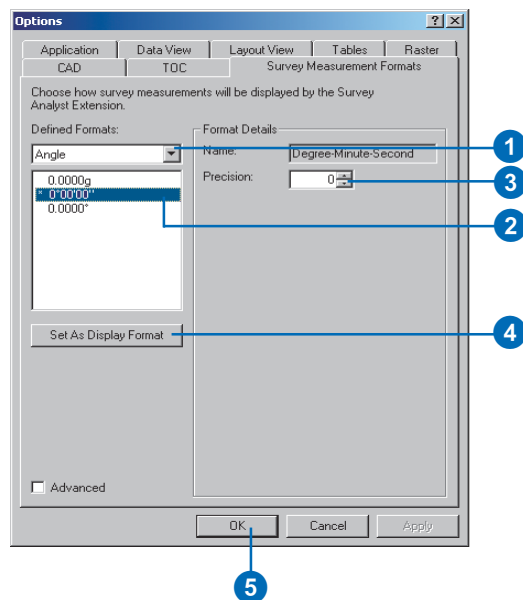 Options
Application Data View Layout View Tables Raster
CAD TOC Survey Measurement Formats
Choose how survey measurements will be displayed by the Survey
Analyst Extension.
Defined Formats:
Format Details
Angle
Name: Degree-Minute-Second
1
Precision: 0
3
0.0000g
* 0°00'00''
0.0000°
2
Set As Display Format
4
Advanced
OK Cancel Apply
5